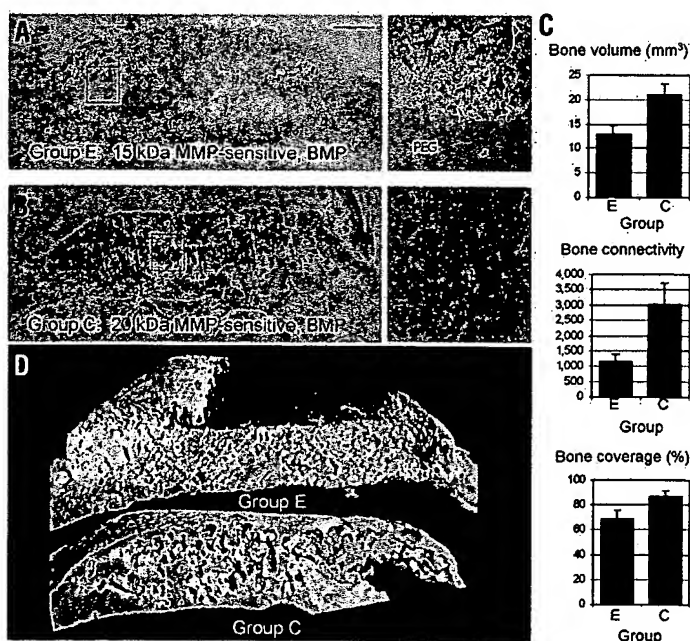 A
Group E: 15 kDa MMP-sensitive, BMP
PEG
B
Group C: 20 kDa MMP-sensitive, BMP
C
Bone volume (mm³)
25
20
15
10
5
0
E C
Group
Bone connectivity
4,000
3,500
3,000
2,500
2,000
1,500
1,000
500
0
E C
Group
Bone coverage (%)
100
80
60
40
20
0
E C
Group
D
Group E
Group C